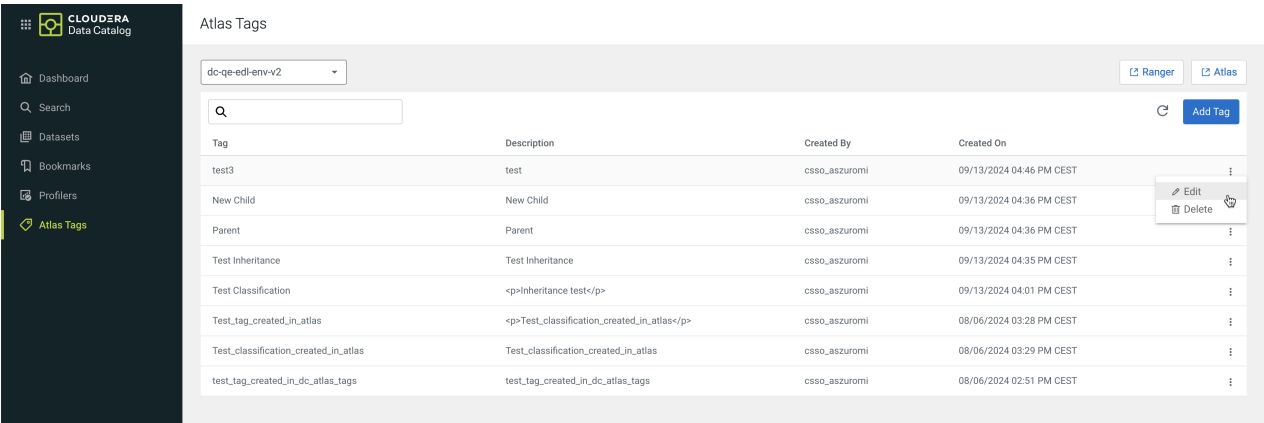 CLOUDERA
Data Catalog
Atlas Tags
Dashboard
Search
Datasets
Bookmarks
Profilers
Atlas Tags
dc-qe-edl-env-v2
Ranger
Atlas
Add Tag
Tag Description Created By Created On
test3 test csso_aszuromi 09/13/2024 04:46 PM CEST
Edit
Delete
New Child New Child csso_aszuromi 09/13/2024 04:36 PM CEST
Parent Parent csso_aszuromi 09/13/2024 04:36 PM CEST
Test Inheritance Test Inheritance csso_aszuromi 09/13/2024 04:35 PM CEST
Test Classification <p>Inheritance test</p> csso_aszuromi 09/13/2024 04:01 PM CEST
Test_tag_created_in_atlas <p>Test_classification_created_in_atlas</p> csso_aszuromi 08/06/2024 03:28 PM CEST
Test_classification_created_in_atlas Test_classification_created_in_atlas csso_aszuromi 08/06/2024 03:29 PM CEST
test_tag_created_in_dc_atlas_tags test_tag_created_in_dc_atlas_tags csso_aszuromi 08/06/2024 02:51 PM CEST